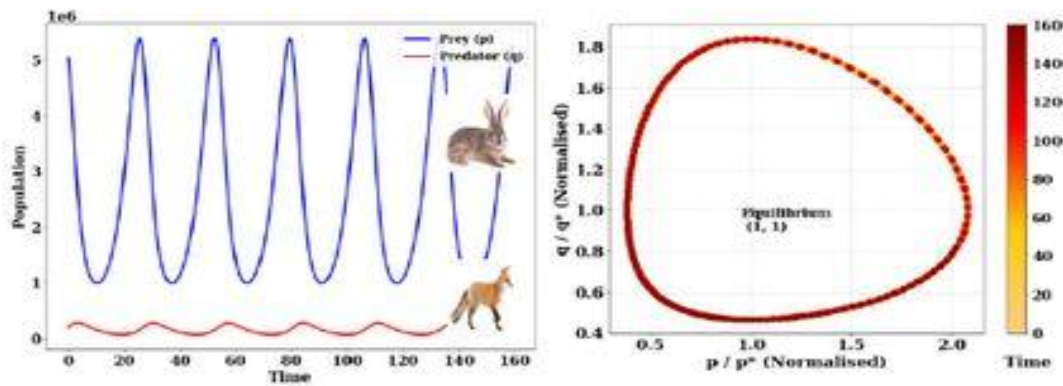 1e6
Prey (p)
Predator (q)
5
4
3
2
1
0
Population
0 20 40 60 80 100 120 140 160
Time
1.8
1.6
1.4
1.2
1.0
0.8
0.6
0.4
q / q* (Normalised)
Equilibrium
(1, 1)
0.5 1.0 1.5 2.0
p / p* (Normalised)
160
140
120
100
80
60
40
20
0
Time